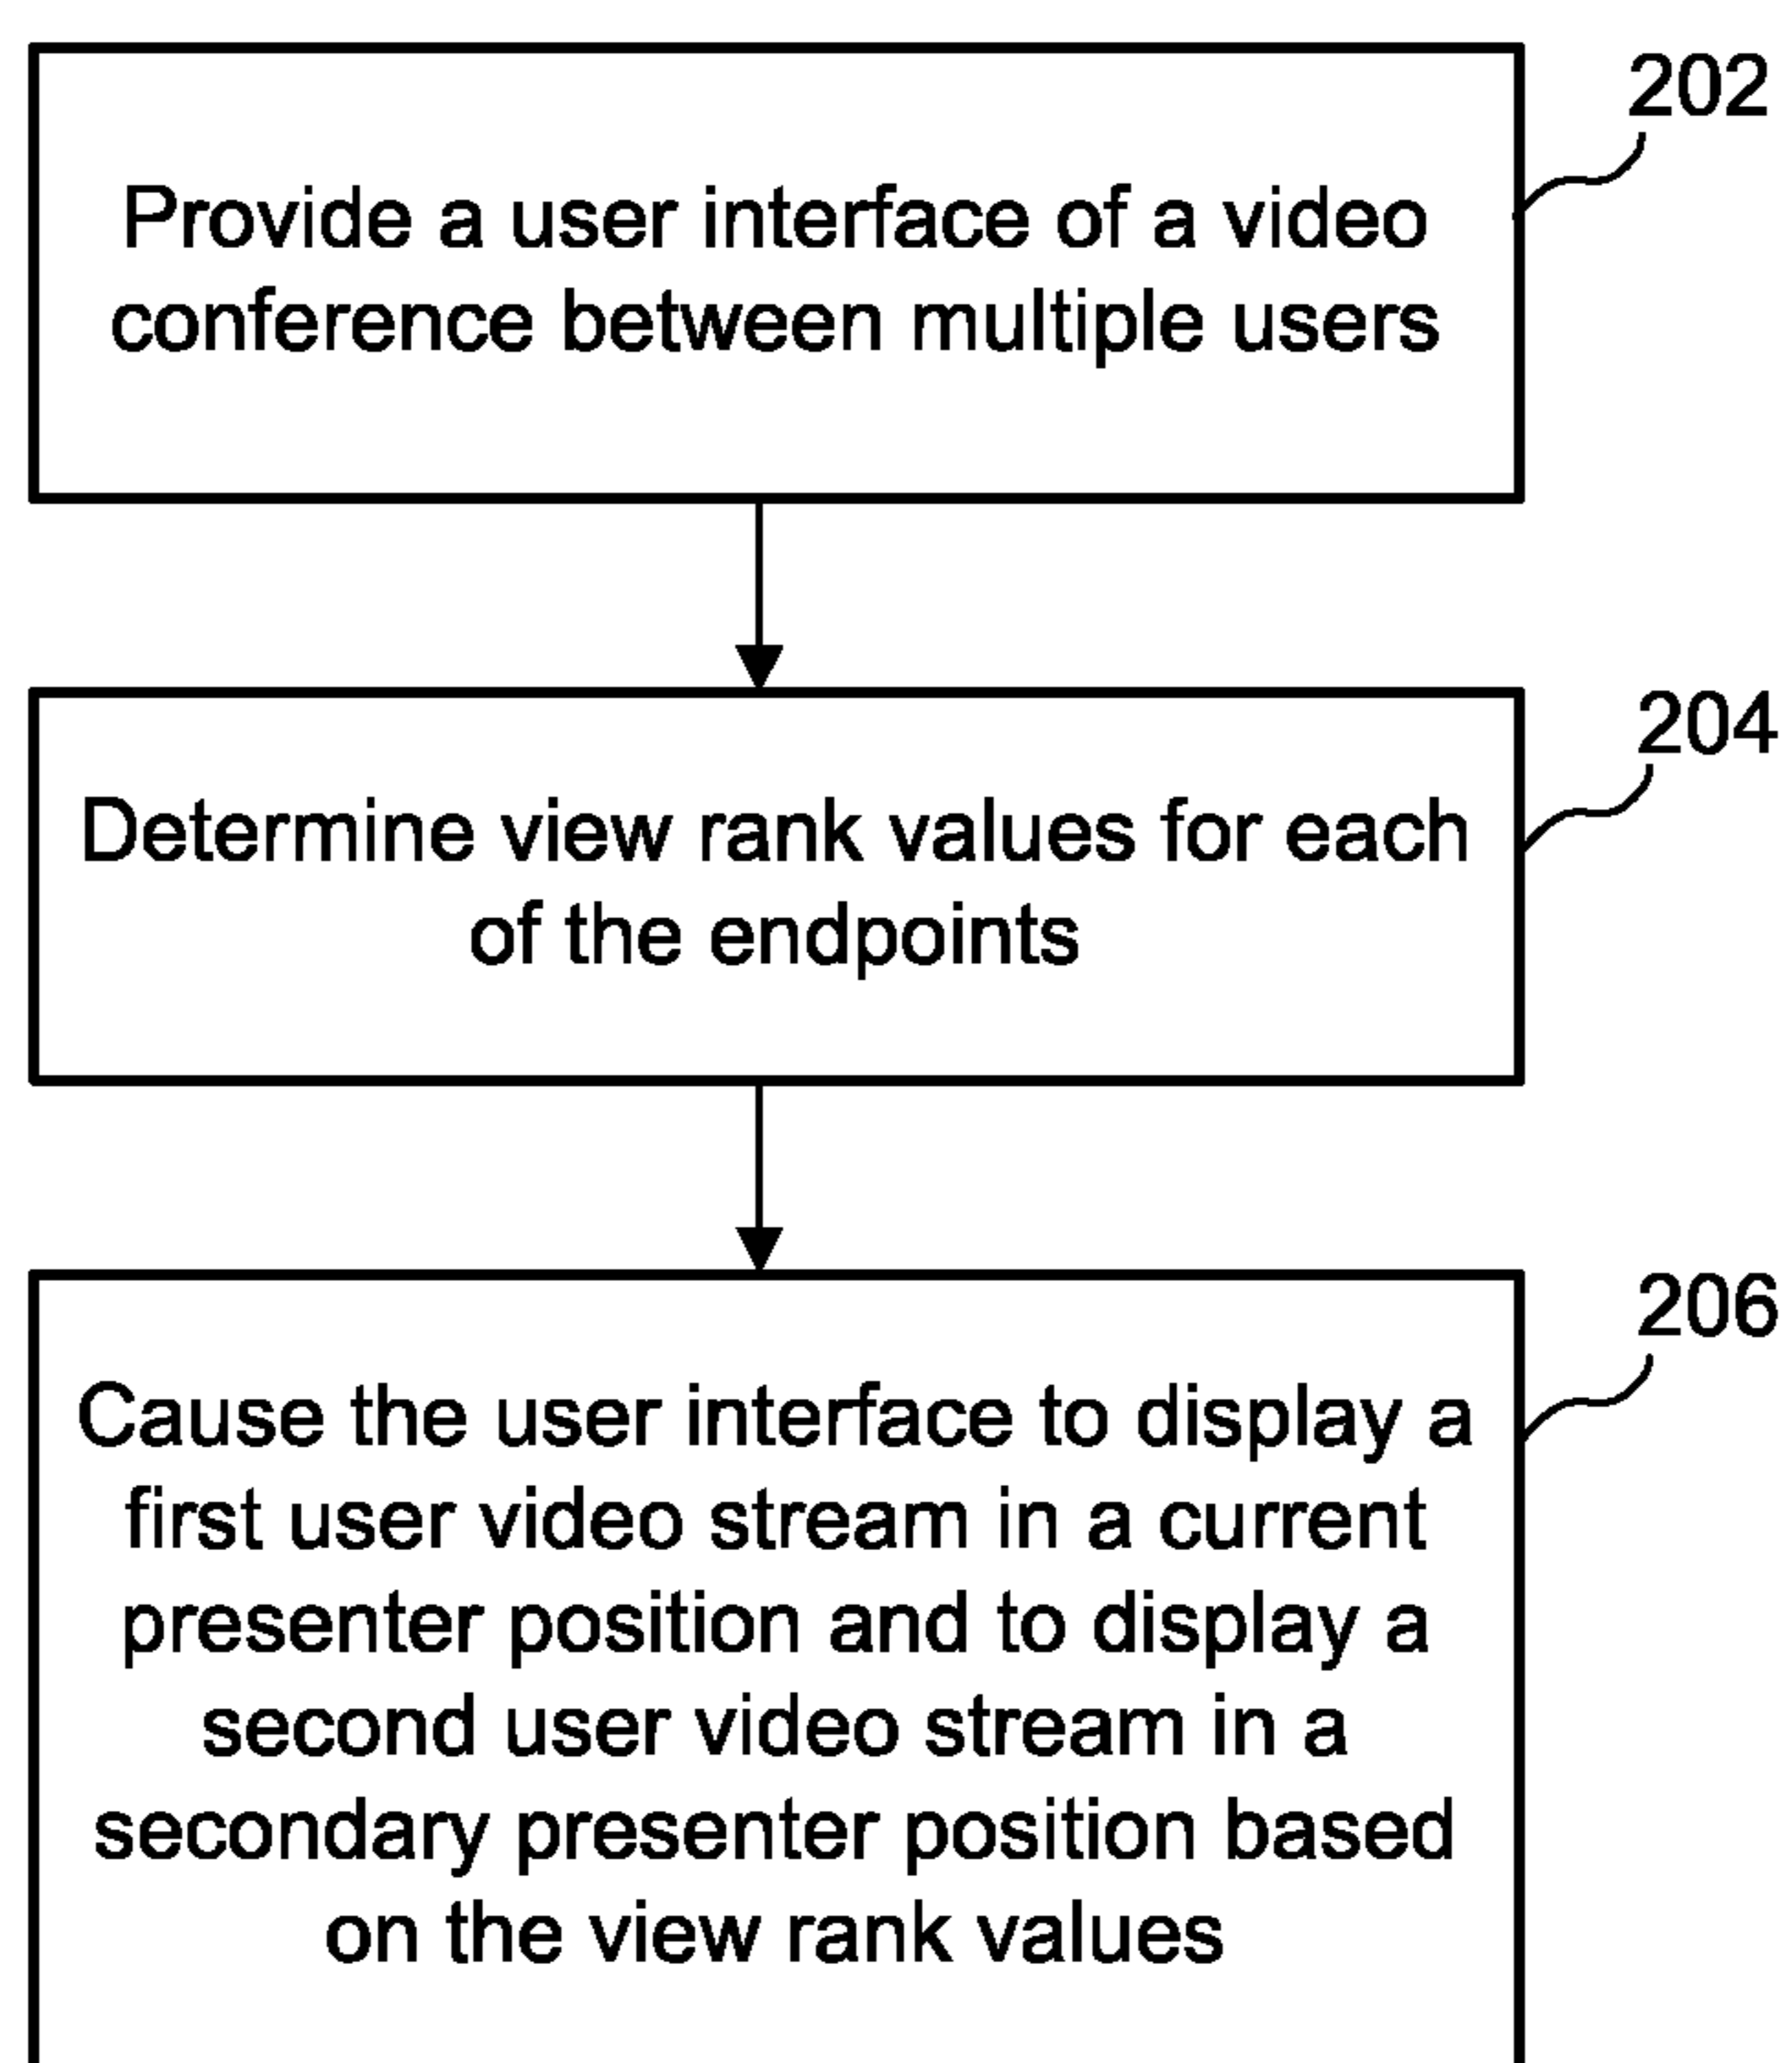 202
Provide a user interface of a video
conference between multiple users
204
Determine view rank values for each
of the endpoints
206
Cause the user interface to display a
first user video stream in a current
presenter position and to display a
second user video stream in a
secondary presenter position based
on the view rank values